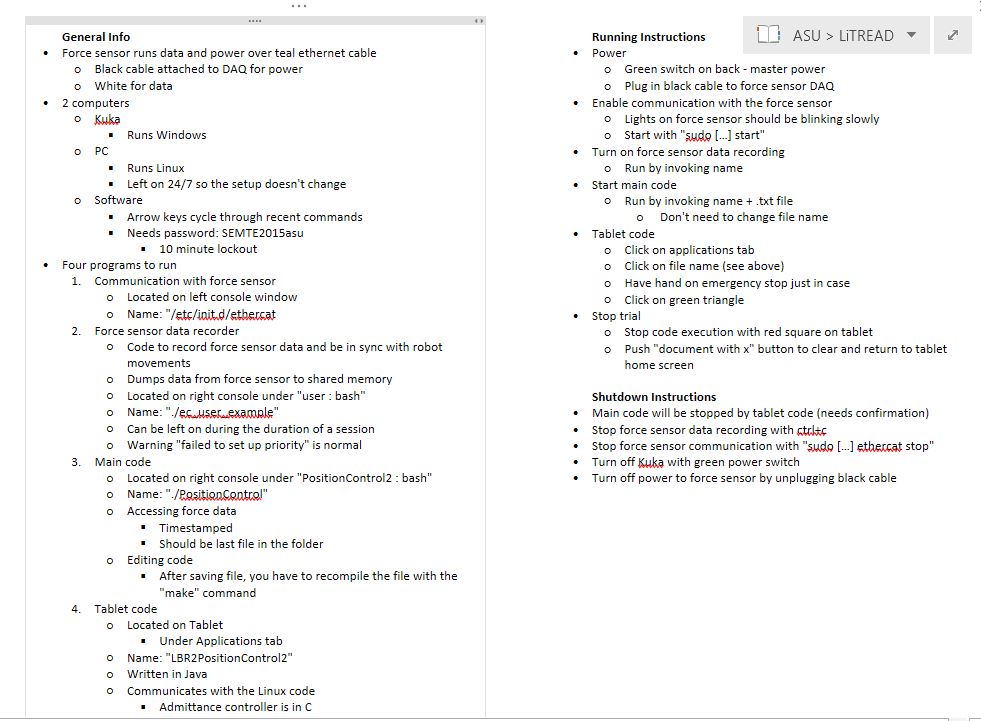 General Info
Force sensor runs data and power over teal ethernet cable
Black cable attached to DAQ for power
White for data
2 computers
Kuka
Runs Windows
PC
Runs Linux
Left on 24/7 so the setup doesn't change
Software
Arrow keys cycle through recent commands
Needs password: SEMTE2015asu
10 minute lockout
Four programs to run
1. Communication with force sensor
Located on left console window
Name: "/etc/init.d/ethercat
2. Force sensor data recorder
Code to record force sensor data and be in sync with robot
movements
Dumps data from force sensor to shared memory
Located on right console under "user : bash"
Name: "./ec_user_example"
Can be left on during the duration of a session
Warning "failed to set up priority" is normal
3. Main code
Located on right console under "PositionControl2 : bash"
Name: "./PositionControl"
Accessing force data
Timestamped
Should be last file in the folder
Editing code
After saving file, you have to recompile the file with the
"make" command
4. Tablet code
Located on Tablet
Under Applications tab
Name: "LBR2PositionControl2"
Written in Java
Communicates with the Linux code
Admittance controller is in C
ASU > LiTREAD
Running Instructions
Power
Green switch on back - master power
Plug in black cable to force sensor DAQ
Enable communication with the force sensor
Lights on force sensor should be blinking slowly
Start with "sudo [...] start"
Turn on force sensor data recording
Run by invoking name
Start main code
Run by invoking name + .txt file
Don't need to change file name
Tablet code
Click on applications tab
Click on file name (see above)
Have hand on emergency stop just in case
Click on green triangle
Stop trial
Stop code execution with red square on tablet
Push "document with x" button to clear and return to tablet
home screen
Shutdown Instructions
Main code will be stopped by tablet code (needs confirmation)
Stop force sensor data recording with ctrl+c
Stop force sensor communication with "sudo [...] ethercat stop"
Turn off Kuka with green power switch
Turn off power to force sensor by unplugging black cable